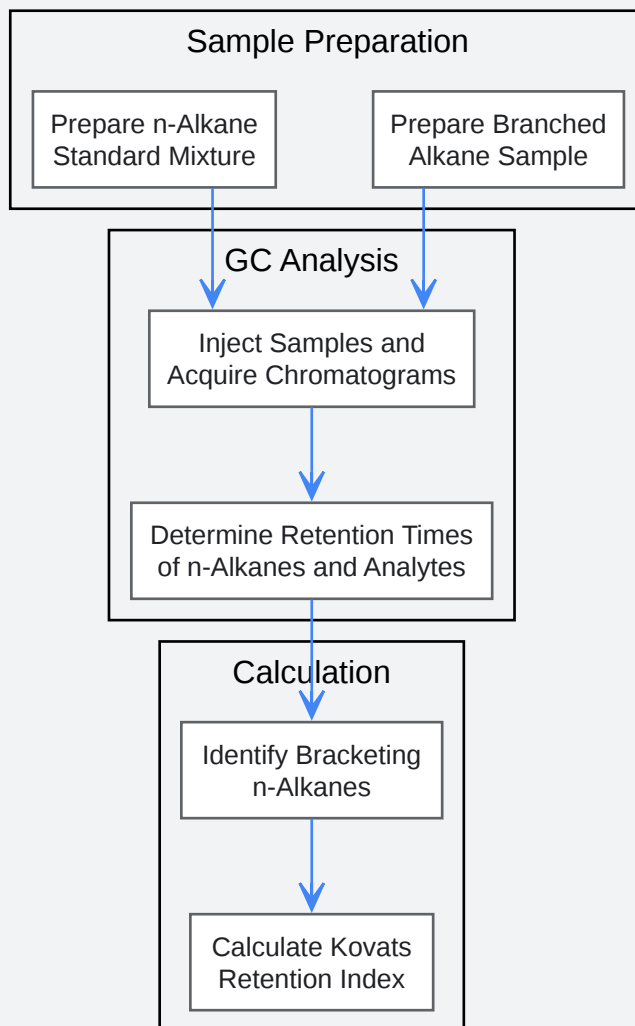 Sample Preparation
Prepare n-Alkane
Standard Mixture
Prepare Branched
Alkane Sample
GC Analysis
Inject Samples and
Acquire Chromatograms
Determine Retention Times
of n-Alkanes and Analytes
Calculation
Identify Bracketing
n-Alkanes
Calculate Kovats
Retention Index